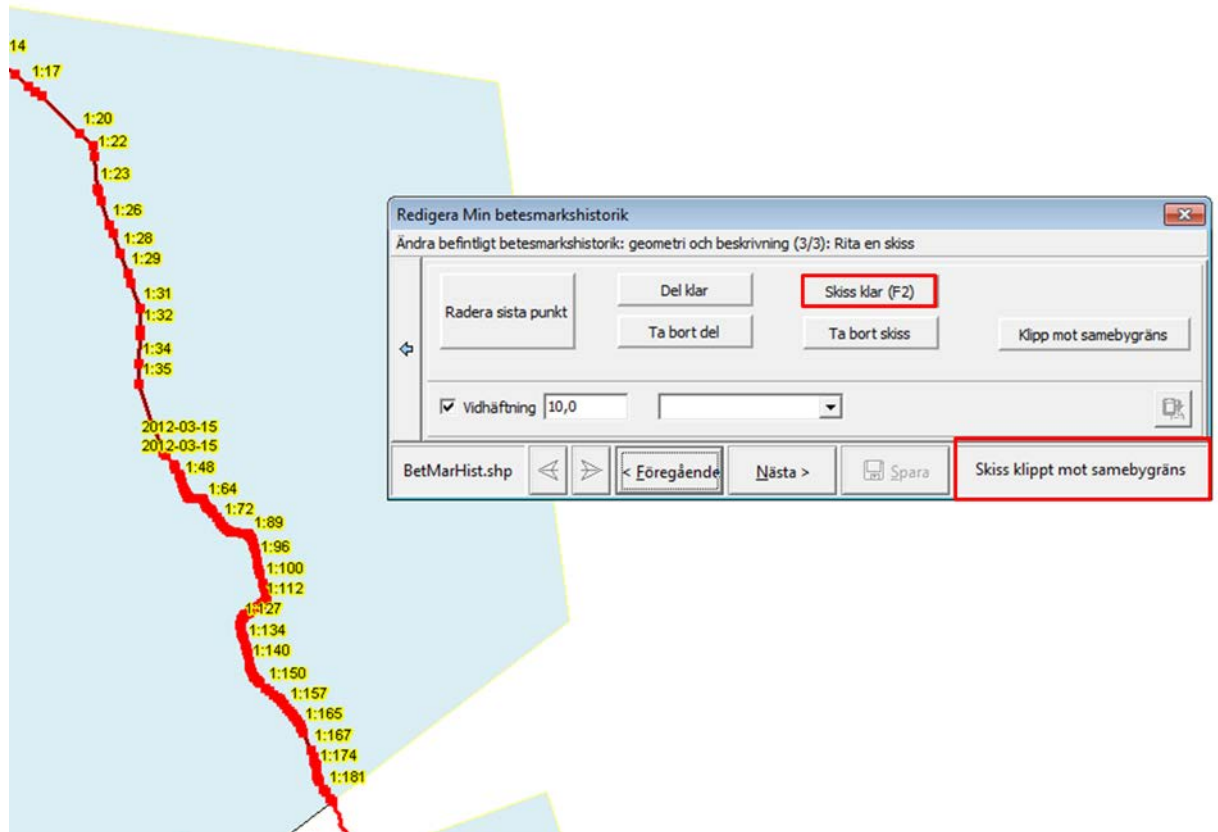 14
1:17
1:20
1:22
1:23
1:26
1:28
1:29
1:31
1:32
1:34
1:35
2012-03-15
2012-03-15
1:48
1:64
1:72
1:89
1:96
1:100
1:112
1:127
1:134
1:140
1:150
1:157
1:165
1:167
1:174
1:181
Redigera Min betesmarkshistorik
Ändra befintligt betesmarkshistorik: geometri och beskrivning (3/3): Rita en skiss
Radera sista punkt
Del klar
Skiss klar (F2)
Ta bort del
Ta bort skiss
Klipp mot samebygräns
Vidhäftning 10,0
BetMarHist.shp
< Föregående
Nästa >
Spara
Skiss klippt mot samebygräns